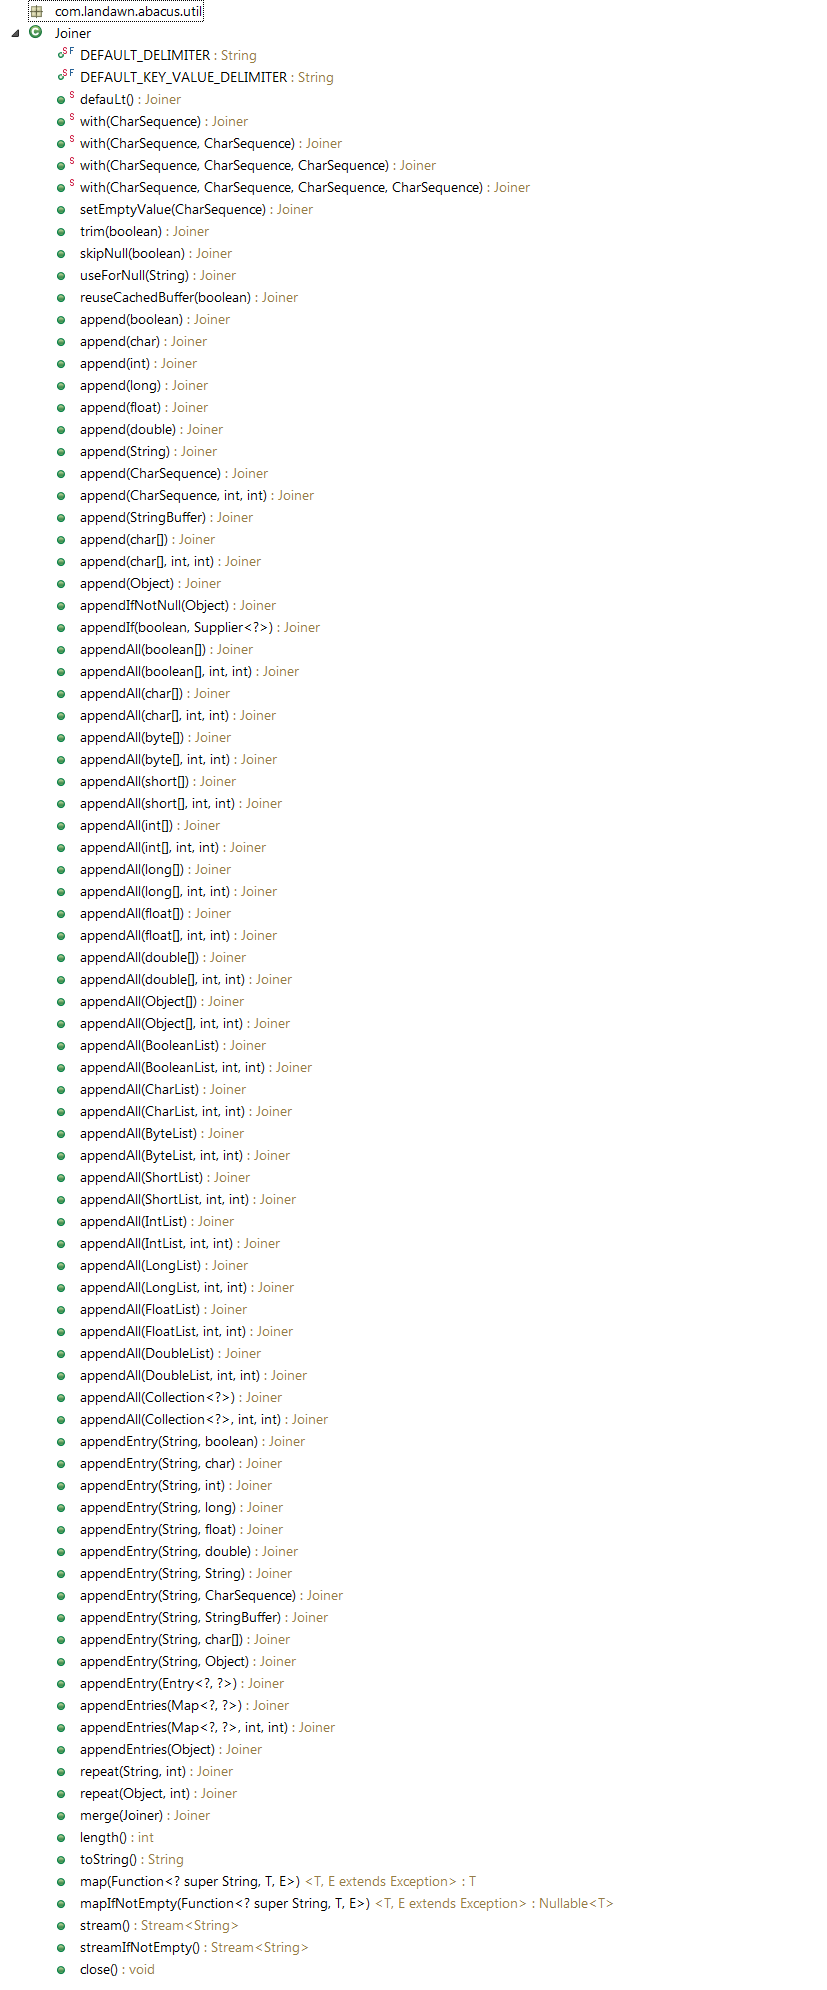 com.landawn.abacus.util
Joiner
DEFAULT_DELIMITER : String
DEFAULT_KEY_VALUE_DELIMITER : String
defauLt() : Joiner
with(CharSequence) : Joiner
with(CharSequence, CharSequence) : Joiner
with(CharSequence, CharSequence, CharSequence) : Joiner
with(CharSequence, CharSequence, CharSequence, CharSequence) : Joiner
setEmptyValue(CharSequence) : Joiner
trim(boolean) : Joiner
skipNull(boolean) : Joiner
useForNull(String) : Joiner
reuseCachedBuffer(boolean) : Joiner
append(boolean) : Joiner
append(char) : Joiner
append(int) : Joiner
append(long) : Joiner
append(float) : Joiner
append(double) : Joiner
append(String) : Joiner
append(CharSequence) : Joiner
append(CharSequence, int, int) : Joiner
append(StringBuffer) : Joiner
append(char[]) : Joiner
append(char[], int, int) : Joiner
append(Object) : Joiner
appendIfNotNull(Object) : Joiner
appendIf(boolean, Supplier<?>) : Joiner
appendAll(boolean[]) : Joiner
appendAll(boolean[], int, int) : Joiner
appendAll(char[]) : Joiner
appendAll(char[], int, int) : Joiner
appendAll(byte[]) : Joiner
appendAll(byte[], int, int) : Joiner
appendAll(short[]) : Joiner
appendAll(short[], int, int) : Joiner
appendAll(int[]) : Joiner
appendAll(int[], int, int) : Joiner
appendAll(long[]) : Joiner
appendAll(long[], int, int) : Joiner
appendAll(float[]) : Joiner
appendAll(float[], int, int) : Joiner
appendAll(double[]) : Joiner
appendAll(double[], int, int) : Joiner
appendAll(Object[]) : Joiner
appendAll(Object[], int, int) : Joiner
appendAll(BooleanList) : Joiner
appendAll(BooleanList, int, int) : Joiner
appendAll(CharList) : Joiner
appendAll(CharList, int, int) : Joiner
appendAll(ByteList) : Joiner
appendAll(ByteList, int, int) : Joiner
appendAll(ShortList) : Joiner
appendAll(ShortList, int, int) : Joiner
appendAll(IntList) : Joiner
appendAll(IntList, int, int) : Joiner
appendAll(LongList) : Joiner
appendAll(LongList, int, int) : Joiner
appendAll(FloatList) : Joiner
appendAll(FloatList, int, int) : Joiner
appendAll(DoubleList) : Joiner
appendAll(DoubleList, int, int) : Joiner
appendAll(Collection<?>) : Joiner
appendAll(Collection<?>, int, int) : Joiner
appendEntry(String, boolean) : Joiner
appendEntry(String, char) : Joiner
appendEntry(String, int) : Joiner
appendEntry(String, long) : Joiner
appendEntry(String, float) : Joiner
appendEntry(String, double) : Joiner
appendEntry(String, String) : Joiner
appendEntry(String, CharSequence) : Joiner
appendEntry(String, StringBuffer) : Joiner
appendEntry(String, char[]) : Joiner
appendEntry(String, Object) : Joiner
appendEntry(Entry<?, ?>) : Joiner
appendEntries(Map<?, ?>) : Joiner
appendEntries(Map<?, ?>, int, int) : Joiner
appendEntries(Object) : Joiner
repeat(String, int) : Joiner
repeat(Object, int) : Joiner
merge(Joiner) : Joiner
length() : int
toString() : String
map(Function<? super String, T, E>) <T, E extends Exception> : T
mapIfNotEmpty(Function<? super String, T, E>) <T, E extends Exception> : Nullable<T>
stream() : Stream<String>
streamIfNotEmpty() : Stream<String>
close() : void